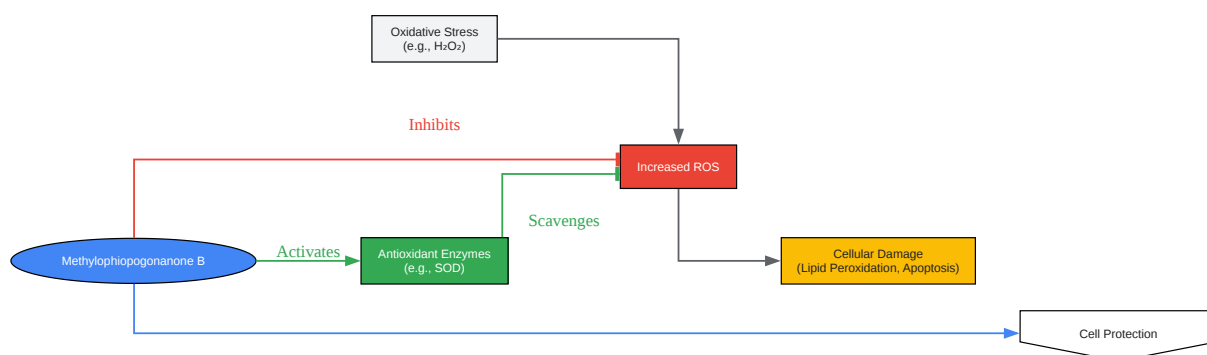 Oxidative Stress
(e.g., H₂O₂)
Inhibits
Increased ROS
Scavenges
Activates
Methylophiopogonanone B
Antioxidant Enzymes
(e.g., SOD)
Cellular Damage
(Lipid Peroxidation, Apoptosis)
Cell Protection